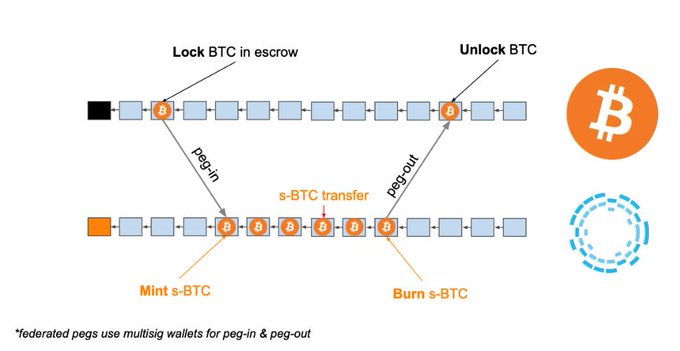 Lock BTC in escrow
Unlock BTC
peg-in
peg-out
s-BTC transfer
Mint s-BTC
Burn s-BTC
*federated pegs use multisig wallets for peg-in & peg-out